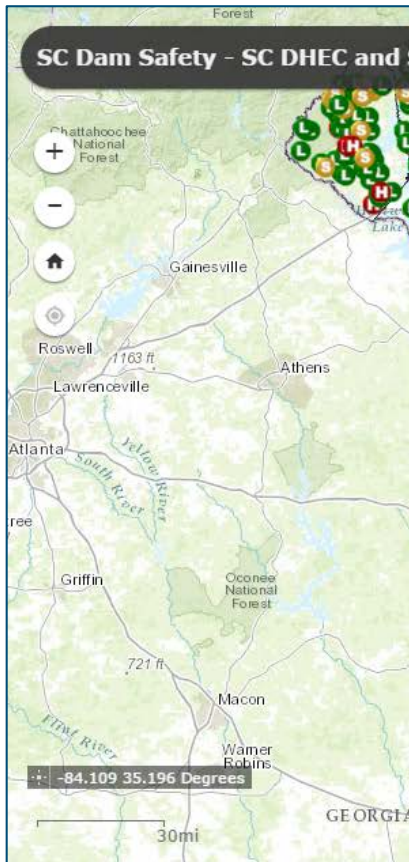 Forest
SC Dam Safety - SC DHEC and
L
S
L
H
S
L
H
L
Chattahoochee
National
Forest
+
−
Lake
Gainesville
Roswell
1163 ft
Athens
Lawrenceville
Atlanta
Yellow River
South River
ree
Griffin
Oconee
National
Forest
721 ft
Macon
Flint River
Warner
Robins
-84.109 35.196 Degrees
GEORGIA
30mi